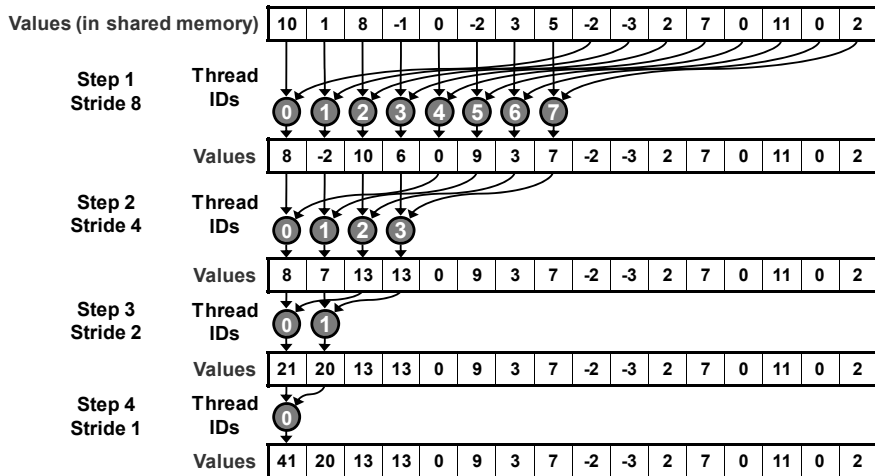 Values (in shared memory) 10 1 8 -1 0 -2 3 5 -2 -3 2 7 0 11 0 2
Step 1 Thread
Stride 8 IDs 0 1 2 3 4 5 6 7
Values 8 -2 10 6 0 9 3 7 -2 -3 2 7 0 11 0 2
Step 2 Thread
Stride 4 IDs 0 1 2 3
Values 8 7 13 13 0 9 3 7 -2 -3 2 7 0 11 0 2
Step 3 Thread
Stride 2 IDs 0 1
Values 21 20 13 13 0 9 3 7 -2 -3 2 7 0 11 0 2
Step 4 Thread
Stride 1 IDs 0
Values 41 20 13 13 0 9 3 7 -2 -3 2 7 0 11 0 2